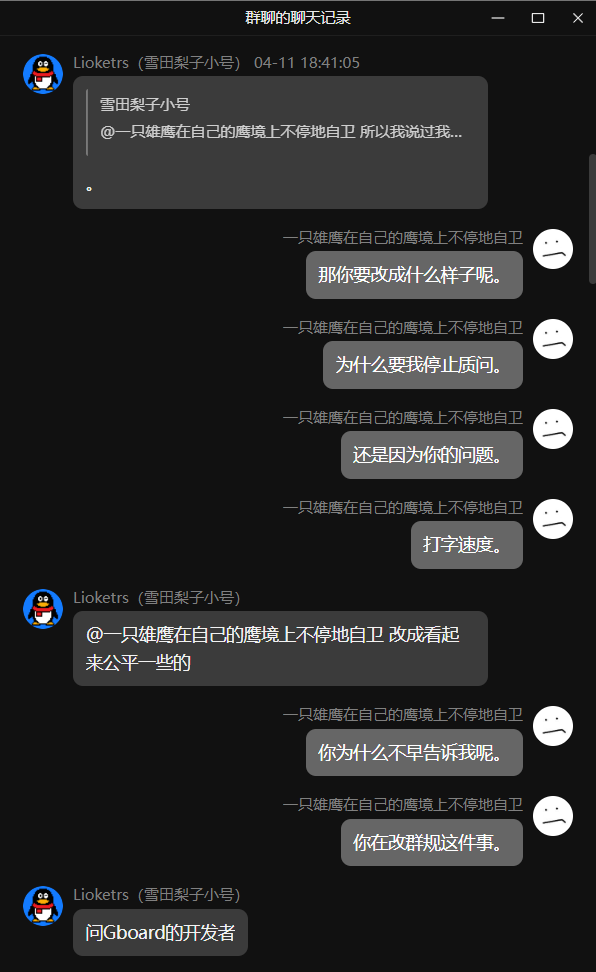 群聊的聊天记录
Lioketrs（雪田梨子小号） 04-11 18:41:05
雪田梨子小号
@一只雄鹰在自己的鹰境上不停地自卫 所以我说过我...
。
一只雄鹰在自己的鹰境上不停地自卫
那你要改成什么样子呢。
一只雄鹰在自己的鹰境上不停地自卫
为什么要我停止质问。
一只雄鹰在自己的鹰境上不停地自卫
还是因为你的问题。
一只雄鹰在自己的鹰境上不停地自卫
打字速度。
Lioketrs（雪田梨子小号）
@一只雄鹰在自己的鹰境上不停地自卫 改成看起
来公平一些的
一只雄鹰在自己的鹰境上不停地自卫
你为什么不早告诉我呢。
一只雄鹰在自己的鹰境上不停地自卫
你在改群规这件事。
Lioketrs（雪田梨子小号）
问Gboard的开发者